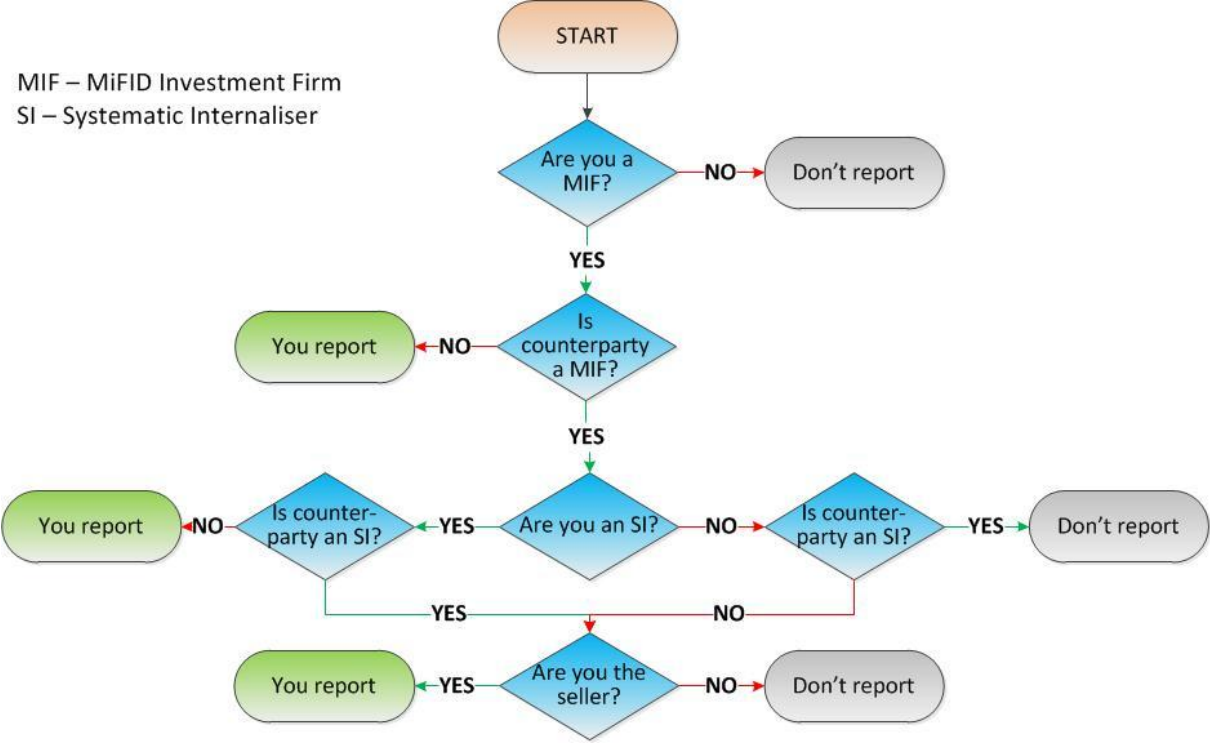 START
MIF – MiFID Investment Firm
SI – Systematic Internaliser
Are you a
MIF?
NO
Don’t report
YES
Is
counterparty
a MIF?
NO
You report
YES
You report
NO
Is counter-
party an SI?
YES
Are you an SI?
NO
Is counter-
party an SI?
YES
Don’t report
YES
NO
You report
YES
Are you the
seller?
NO
Don’t report